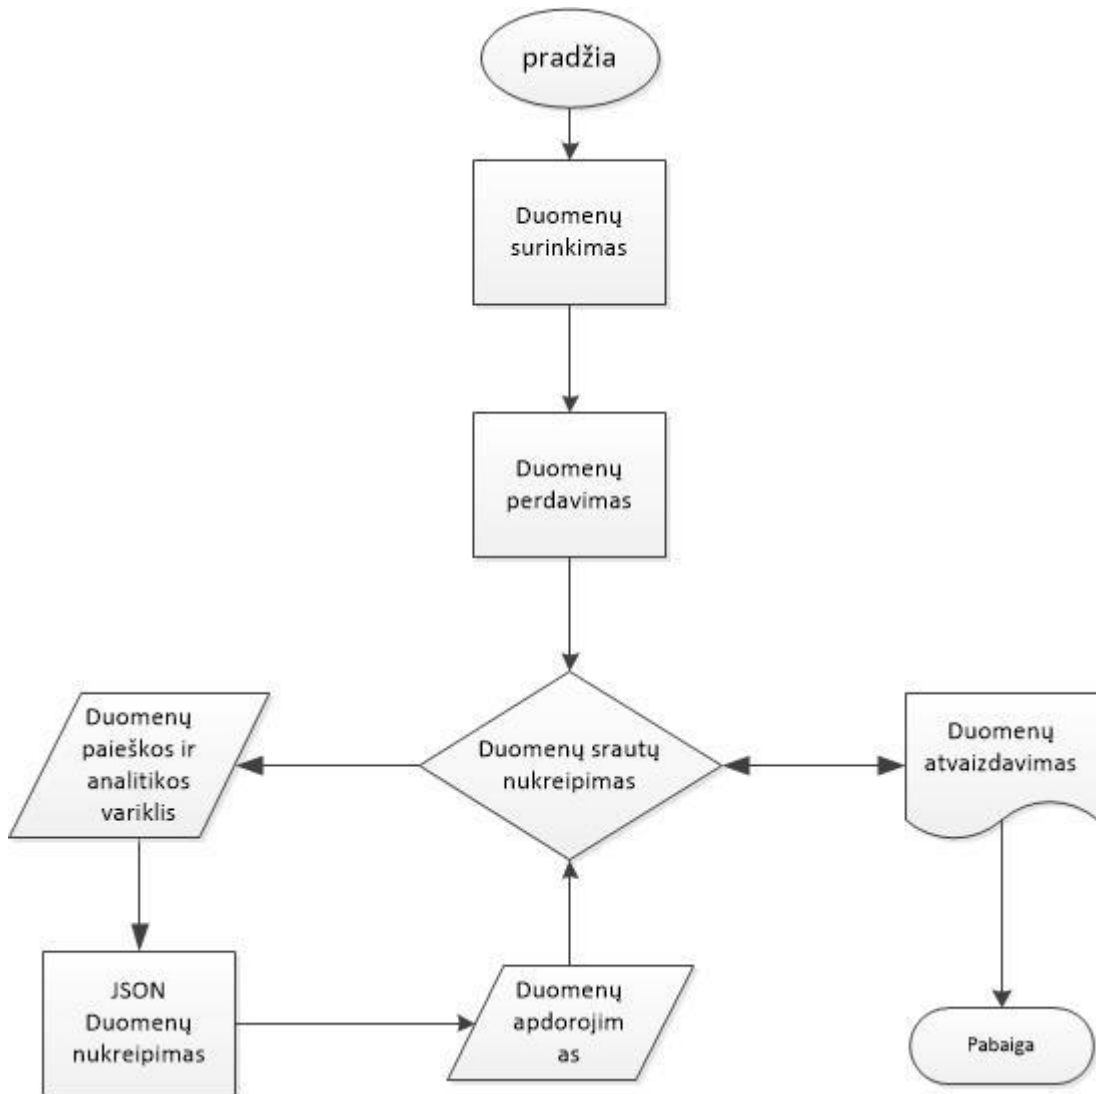 pradžia
Duomenų
surinkimas
Duomenų
perdavimas
Duomenų
paieškos ir
analitikos
variklis
Duomenų srautų
nukreipimas
Duomenų
atvaizdavimas
JSON
Duomenų
nukreipimas
Duomenų
apdorojim
as
Pabaiga